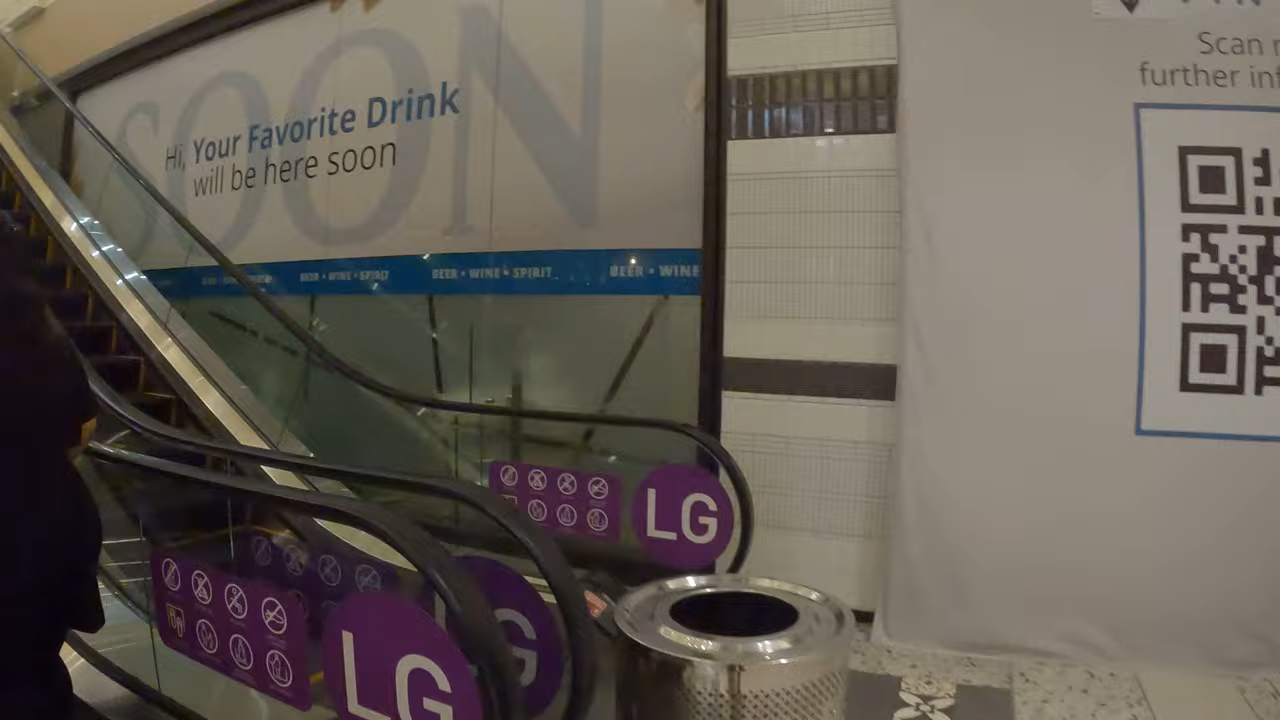 SOON
Hi, Your Favorite Drink
will be here soon
BEER • WINE • SPIRIT
BEER • WINE • SPIRIT
BEER • WINE
Scan
further
LG
LG
LG